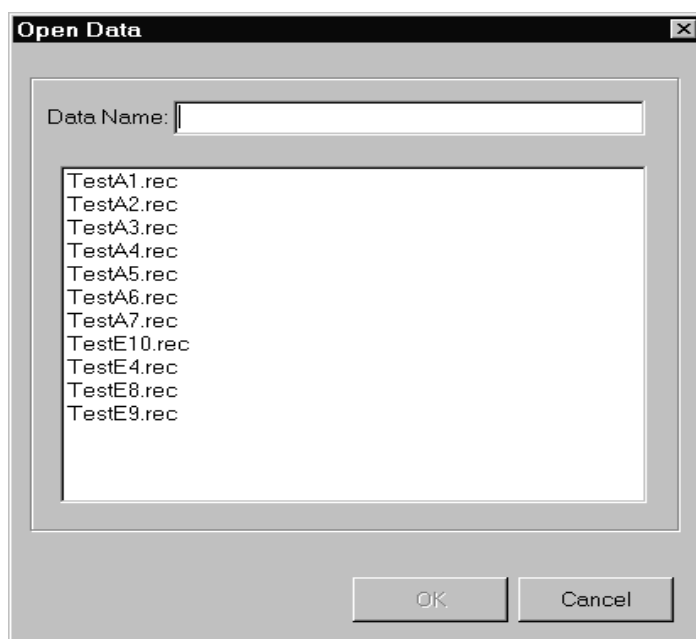 Open Data
Data Name:
TestA1.rec
TestA2.rec
TestA3.rec
TestA4.rec
TestA5.rec
TestA6.rec
TestA7.rec
TestE10.rec
TestE4.rec
TestE8.rec
TestE9.rec
OK Cancel